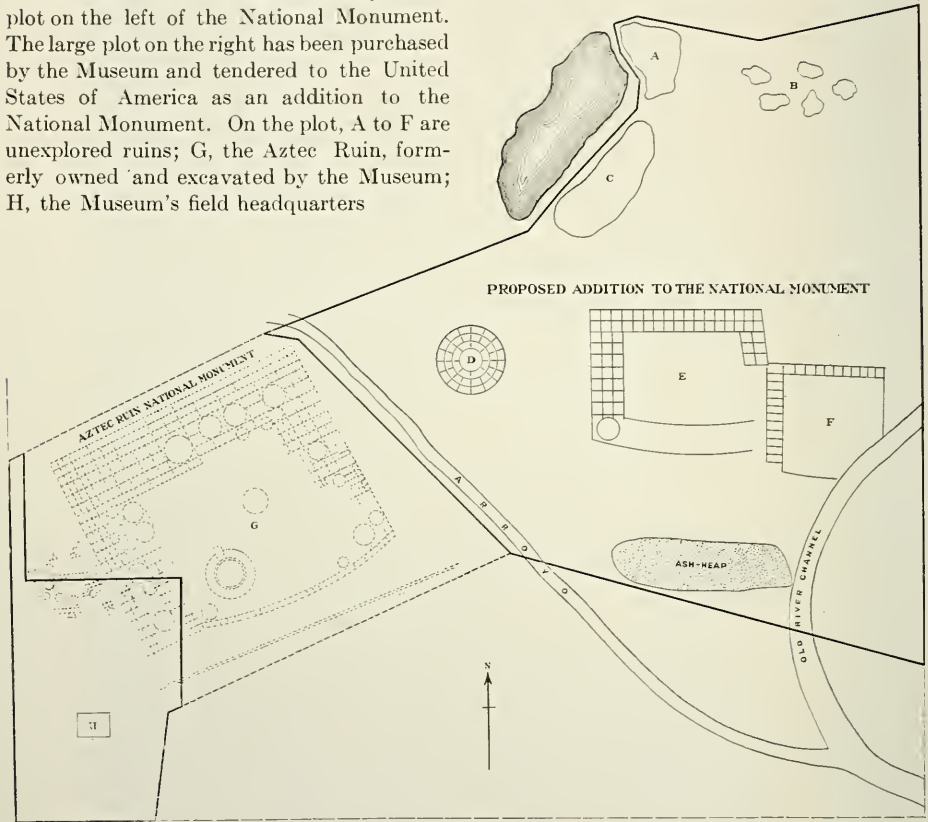 plot on the left of the National Monument.
The large plot on the right has been purchased
by the Museum and tendered to the United
States of America as an addition to the
National Monument. On the plot, A to F are
unexplored ruins; G, the Aztec Ruin, form-
erly owned and excavated by the Museum;
H, the Museum's field headquarters
A
B
C
PROPOSED ADDITION TO THE NATIONAL MONUMENT
D
E
F
AZTEC RUIN NATIONAL MONUMENT
G
ARROYO
ASH-HEAP
OLD RIVER CHANNEL
N
H